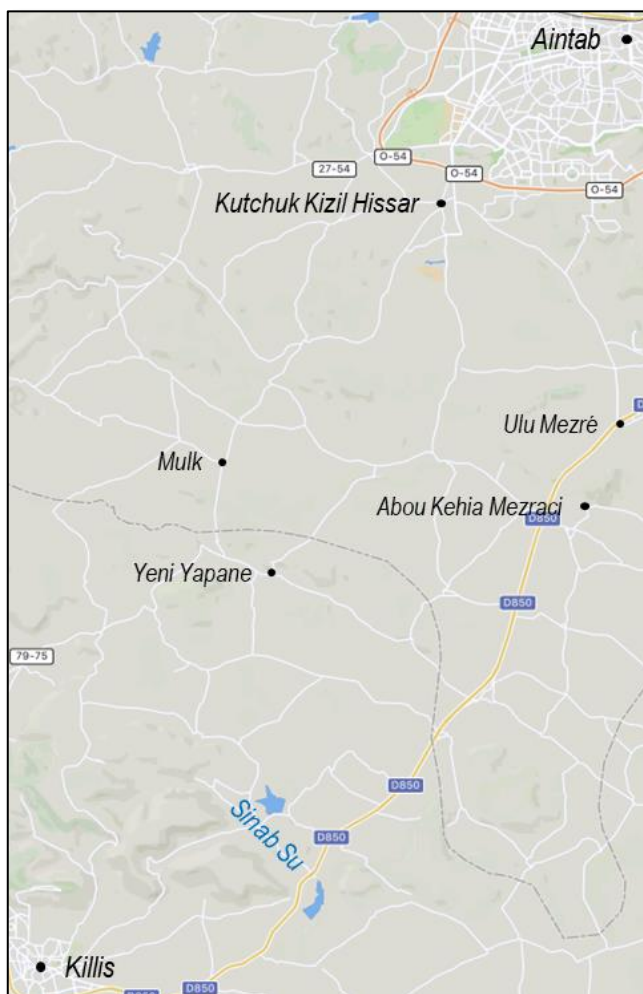 Aintab
O-54
27-54
O-54
O-54
Kutchuk Kizil Hissar
Ulu Mezré
Mulk
Abou Kehia Mezraci
D850
Yeni Yapane
D850
79-75
D850
Sinab Su
D850
Killis
D850